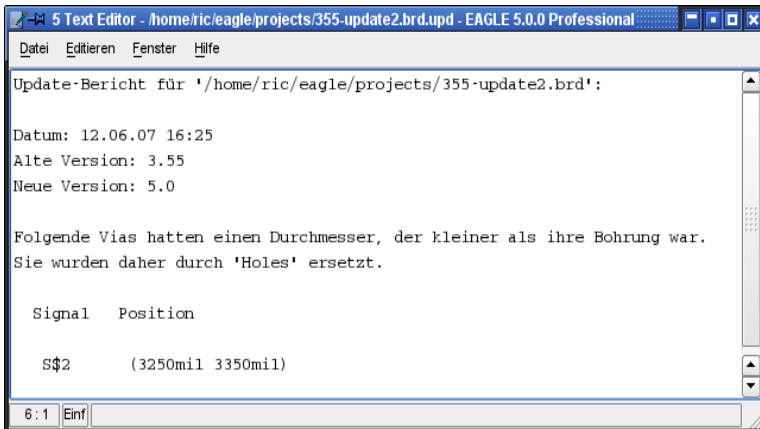 5 Text Editor - /home/ric/eagle/projects/355-update2.brd.upd - EAGLE 5.0.0 Professional
Datei Editieren Fenster Hilfe
Update-Bericht für '/home/ric/eagle/projects/355-update2.brd':
Datum: 12.06.07 16:25
Alte Version: 3.55
Neue Version: 5.0
Folgende Vias hatten einen Durchmesser, der kleiner als ihre Bohrung war.
Sie wurden daher durch 'Holes' ersetzt.
Signal Position
S$2 (3250mil 3350mil)
6:1 Einf